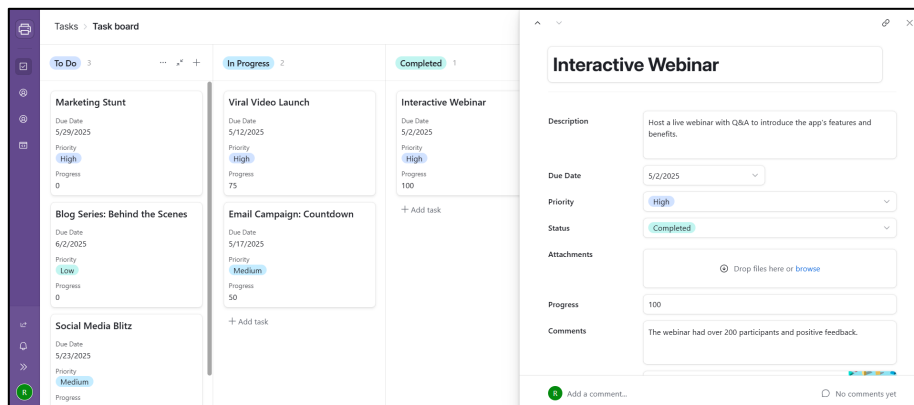 Tasks > Task board
To Do 3
Marketing Stunt
Due Date
5/29/2025
Priority
High
Progress
0
Blog Series: Behind the Scenes
Due Date
6/2/2025
Priority
Low
Progress
0
Social Media Blitz
Due Date
5/23/2025
Priority
Medium
Progress
In Progress 2
Viral Video Launch
Due Date
5/12/2025
Priority
High
Progress
75
Email Campaign: Countdown
Due Date
5/17/2025
Priority
Medium
Progress
50
+ Add task
Completed 1
Interactive Webinar
Due Date
5/2/2025
Priority
High
Progress
100
+ Add task
Interactive Webinar
Description
Host a live webinar with Q&A to introduce the app's features and
benefits.
Due Date
5/2/2025
Priority
High
Status
Completed
Attachments
Drop files here or browse
Progress
100
Comments
The webinar had over 200 participants and positive feedback.
R
R Add a comment... No comments yet